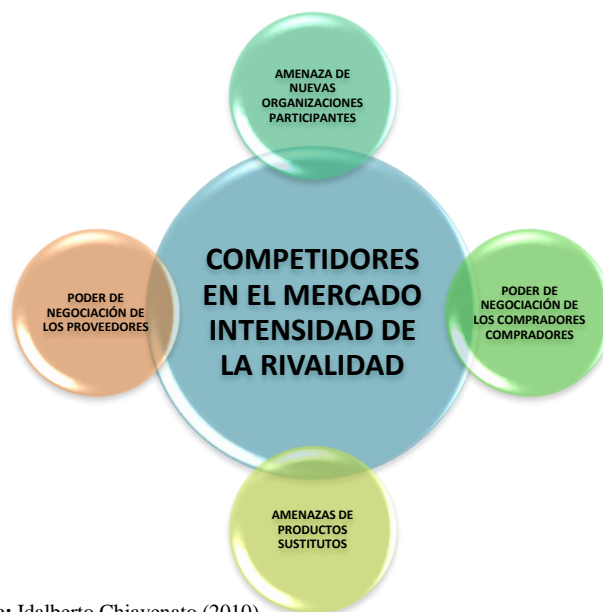 AMENAZA DE
NUEVAS
ORGANIZACIONES
PARTICIPANTES
COMPETIDORES
EN EL MERCADO
INTENSIDAD DE
LA RIVALIDAD
PODER DE
NEGOCIACIÓN DE
LOS PROVEEDORES
PODER DE
NEGOCIACIÓN DE
LOS COMPRADORES
COMPRADORES
AMENAZAS DE
PRODUCTOS
SUSTITUTOS
Idalberto Chiavenato (2010)